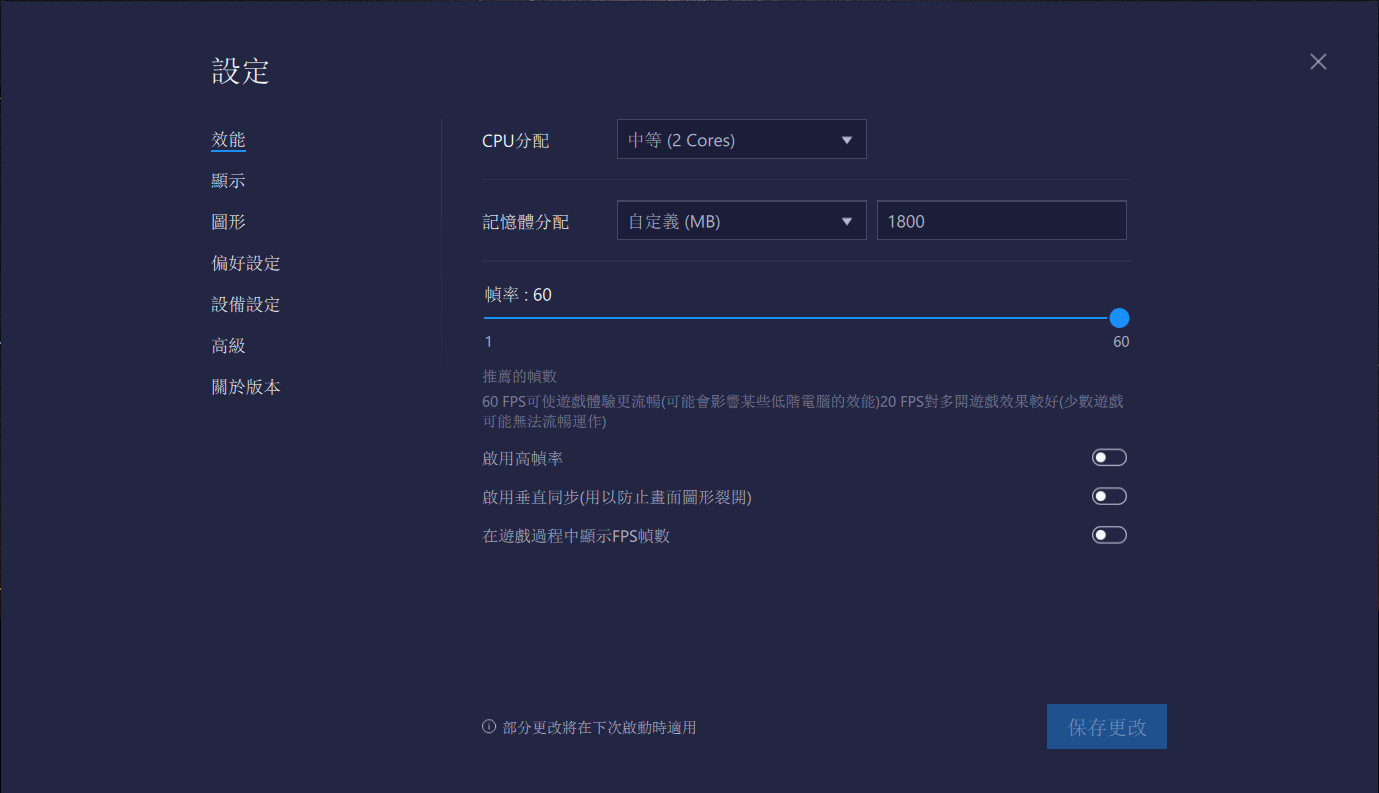 設定
效能
顯示
圖形
偏好設定
設備設定
高級
關於版本
CPU分配
中等 (2 Cores)
記憶體分配
自定義 (MB)
1800
幀率 : 60
1
60
推薦的幀數
60 FPS可使遊戲體驗更流暢(可能會影響某些低階電腦的效能)20 FPS對多開遊戲效果較好(少數遊戲
可能無法流暢運作)
啟用高幀率
啟用垂直同步(用以防止畫面圖形裂開)
在遊戲過程中顯示FPS幀數
部分更改將在下次啟動時適用
保存更改